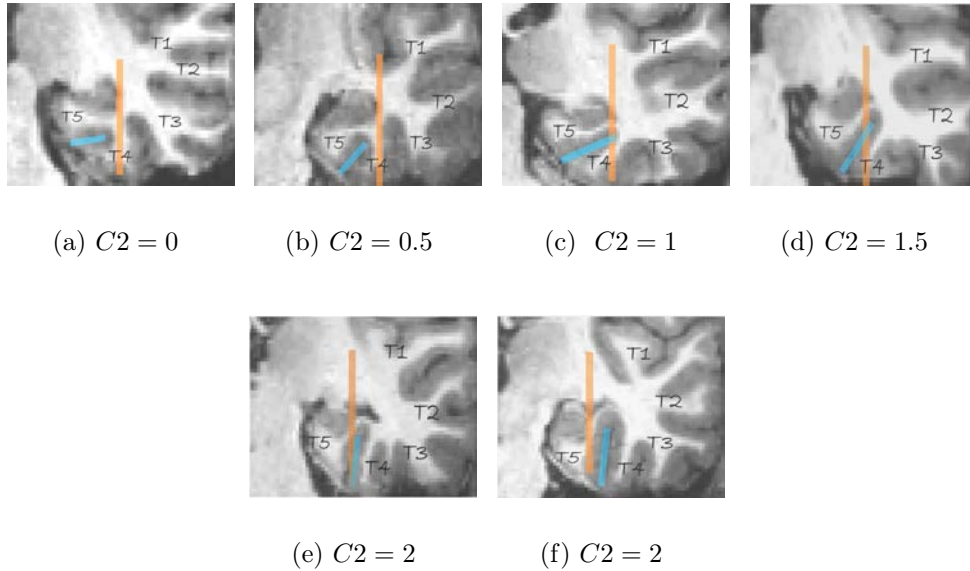 T1 T2 T3 T4 T5
T1 T2 T3 T4 T5
T1 T2 T3 T4 T5
T1 T2 T3 T4 T5
(a) C2 = 0
(b) C2 = 0.5
(c) C2 = 1
(d) C2 = 1.5
T1 T2 T3 T4 T5
T1 T2 T3 T4 T5
(e) C2 = 2
(f) C2 = 2